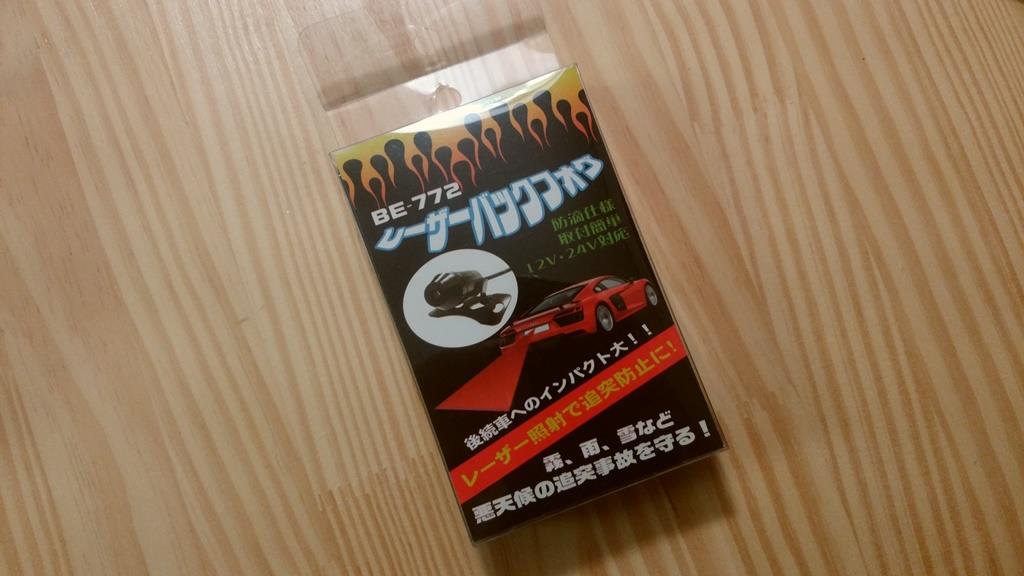 BE-772
レーザーバックフォグ
防滴仕様
取付簡単
12V・24V対応
後続車へのインパクト大！！
レーザー照射で追突防止に！
霧、雨、雪など
悪天候の追突事故を守る！